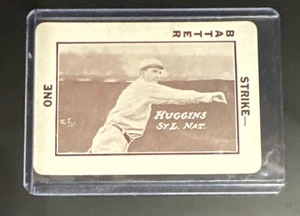 BATTER
ONE
STRIKE—
HUGGINS
ST L. NAT.